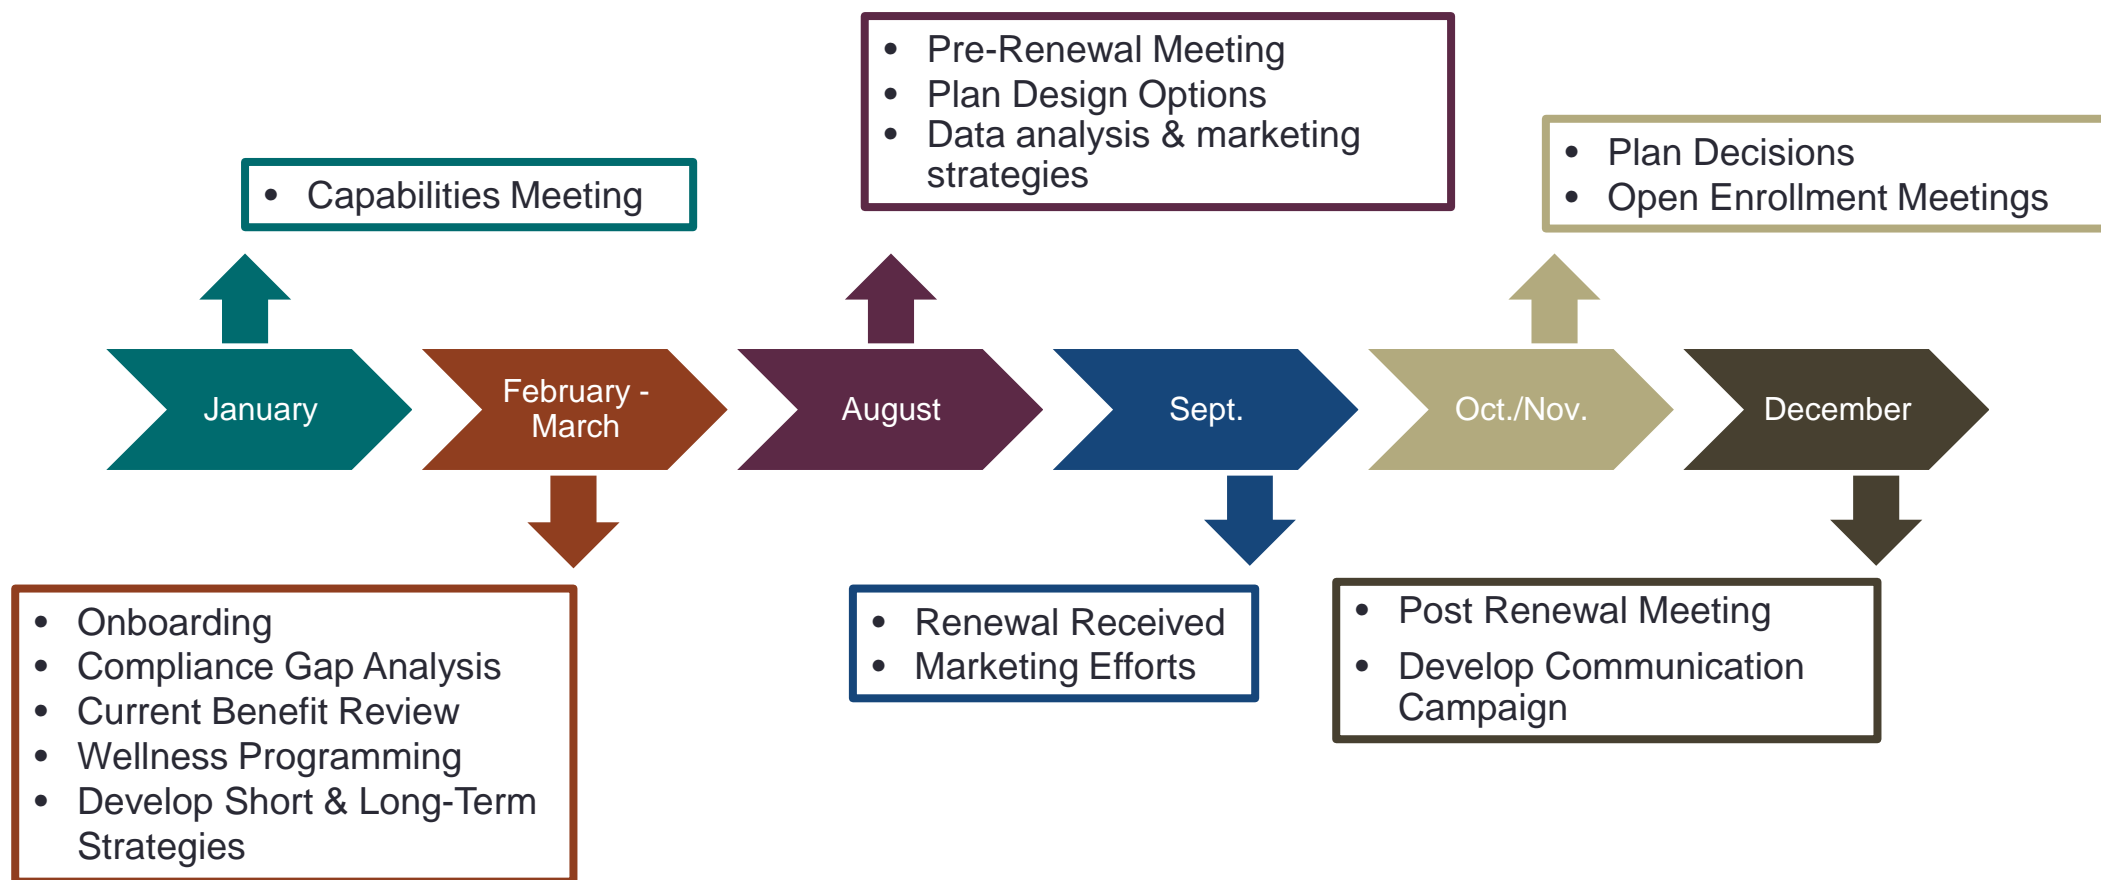 • Pre-Renewal Meeting
• Plan Design Options
• Data analysis & marketing
strategies
• Capabilities Meeting
• Plan Decisions
• Open Enrollment Meetings
January
February -
March
August
Sept.
Oct./Nov.
December
• Onboarding
• Compliance Gap Analysis
• Current Benefit Review
• Wellness Programming
• Develop Short & Long-Term
Strategies
• Renewal Received
• Marketing Efforts
• Post Renewal Meeting
• Develop Communication
Campaign